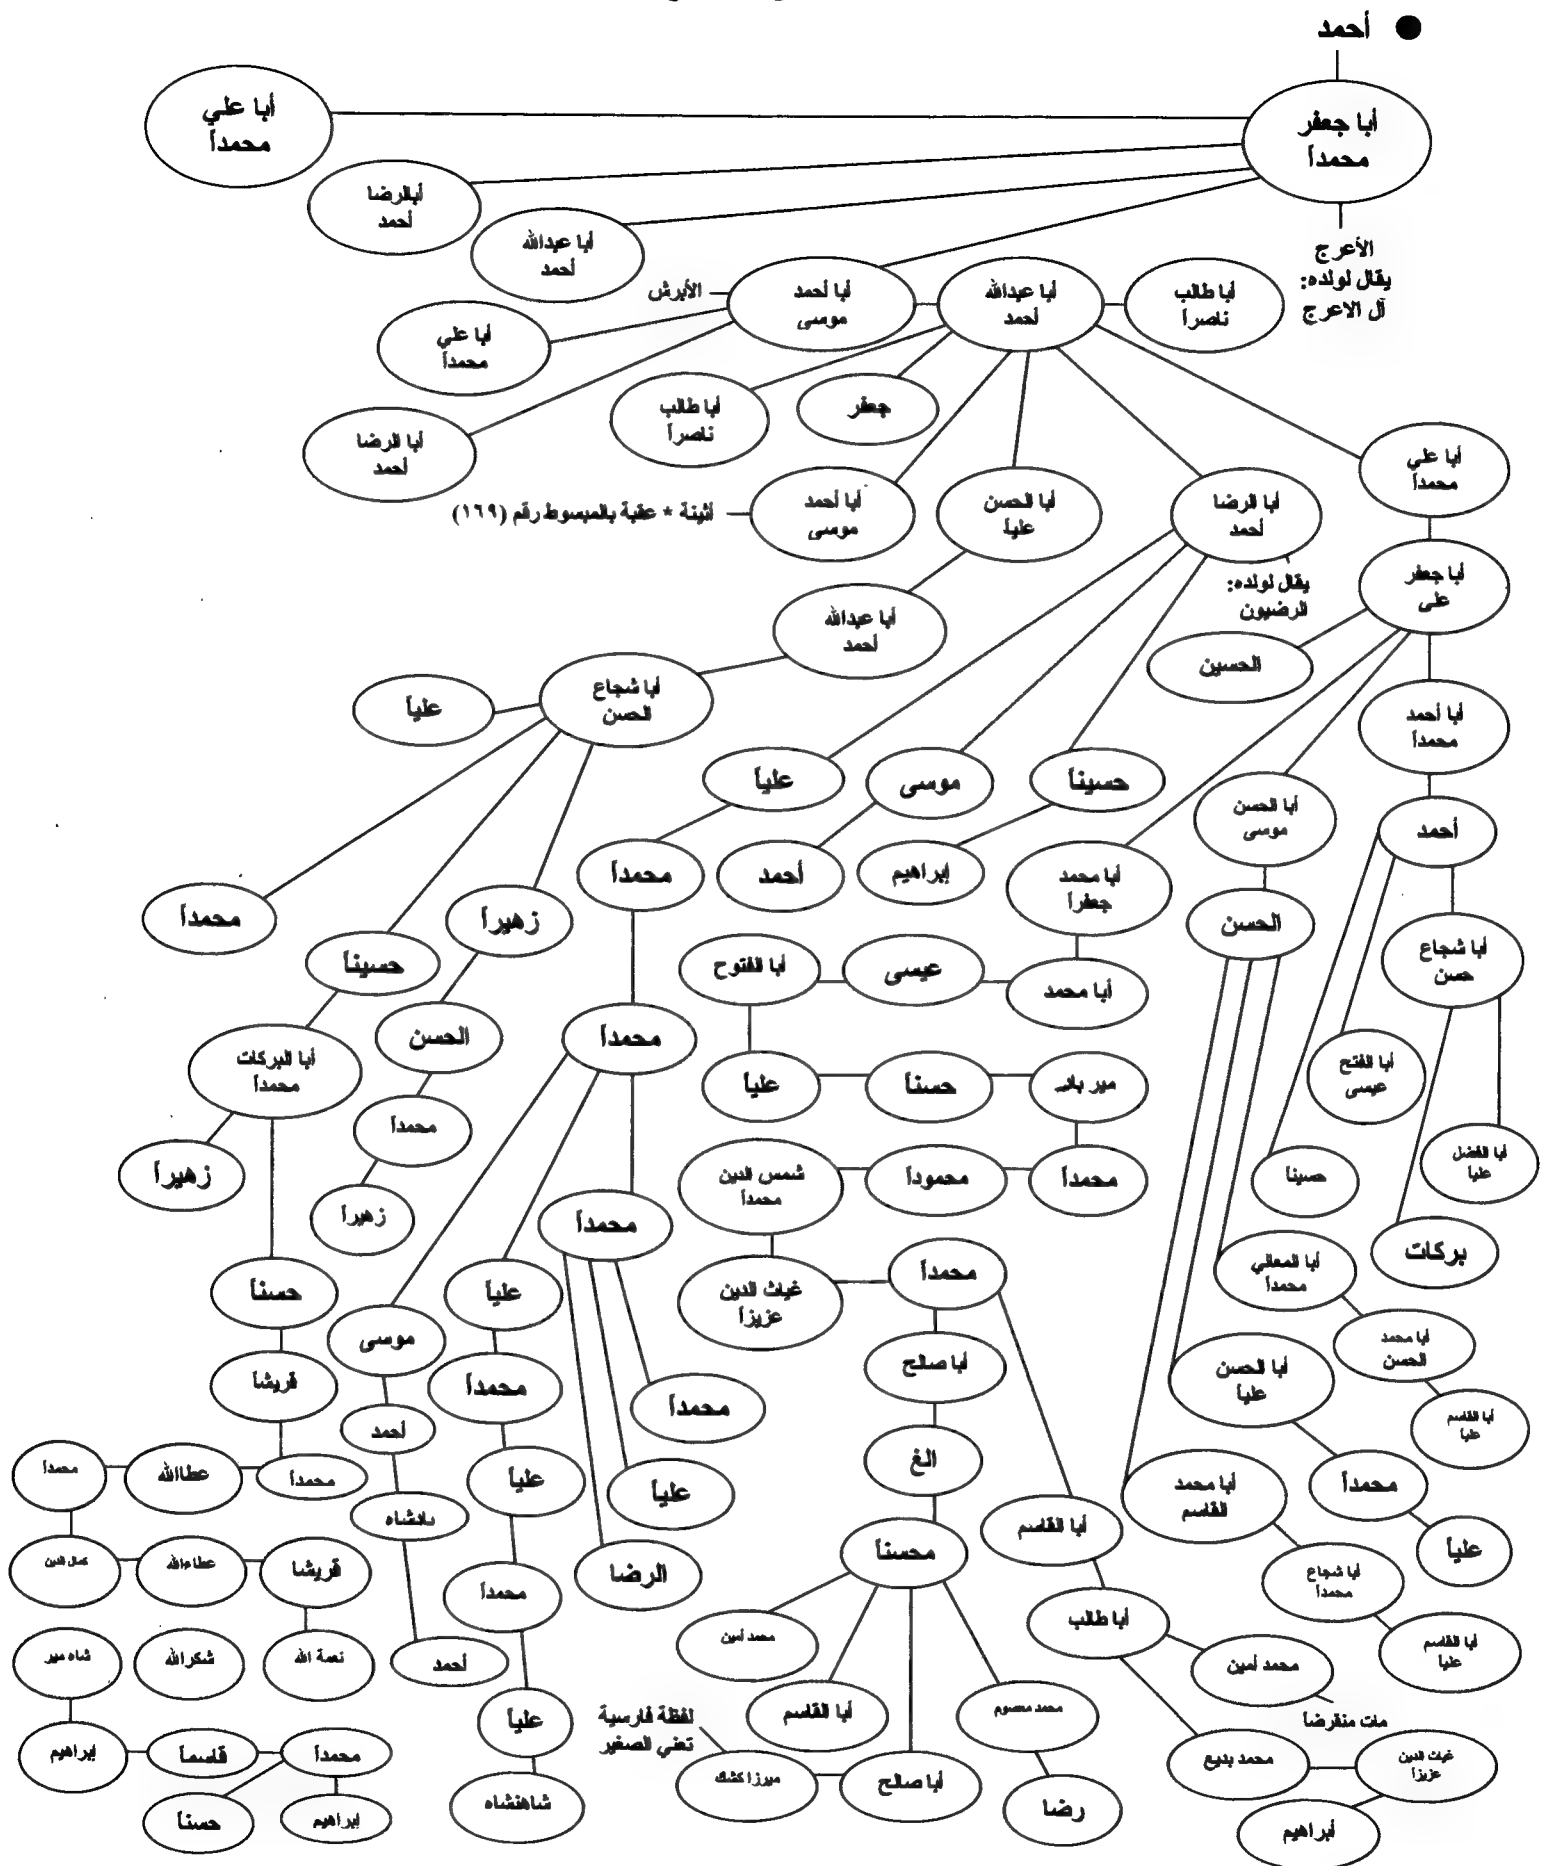 أحمد
أبا جعفر
محمداً
أبا علي
محمداً
أبالرضا
أحمد
أبا عبدالله
أحمد
الأعرج
يقال لولده:
آل الاعرج
أبا طالب
ناصراً
أبا عبدالله
أحمد
أبا أحمد
موسى
الأبرش
أبا علي
محمداً
أبا الرضا
أحمد
أبا طالب
ناصراً
جعفر
أبا علي
محمداً
أبا الرضا
أحمد
أبا الحسن
علياً
أبا أحمد
موسى
أثينة * عقبة بالمبسوط رقم (١٦٩)
يقال لولده:
الرضيون
أبا جعفر
على
أبا عبدالله
أحمد
الحسين
أبا شجاع
الحسن
علياً
أبا أحمد
محمداً
حسيناً
موسى
علياً
أبا الحسن
موسى
أحمد
أبا محمد
جعفراً
إبراهيم
أحمد
محمداً
زهيراً
محمداً
الحسن
أبا شجاع
حسن
أبا محمد
عيسى
أبا الفتوح
حسيناً
الحسن
محمداً
أبا البركات
محمداً
أبا الفتح
عيسى
مير باند
حسناً
علياً
محمداً
زهيراً
أبا الفضل
علياً
حسينا
محمداً
محموداً
شمس الدين
محمداً
زهيراً
محمداً
بركات
أبا المعالي
محمداً
محمداً
غياث الدين
عزيزاً
علياً
حسناً
موسى
أبا محمد
الحسن
أبا الحسن
علياً
أبا صالح
محمداً
محمداً
قريشا
أحمد
أبا القاسم
علياً
الغ
علياً
علياً
محمداً
عطاالله
محمداً
محمداً
أبا محمد
القاسم
دانشاه
أبا القاسم
علياً
محسناً
الرضا
قريشا
عطاءالله
كمال الدين
أبا شجاع
محمداً
محمداً
أبا طالب
محمد أمين
نعمة الله
شكرالله
شاه مير
أحمد
أبا القاسم
علياً
محمد أمين
مات منقرضاً
محمد معصوم
أبا القاسم
لفظة فارسية
تعني الصغير
علياً
محمداً
قاسماً
إبراهيم
غياث الدين
عزيزاً
محمد بديع
أبا صالح
ميرزا كشك
رضا
شاهنشاه
إبراهيم
حسناً
أبراهيم